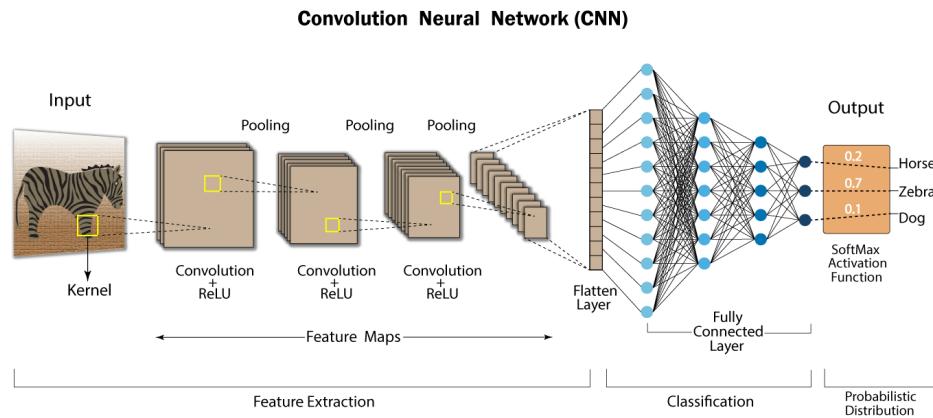 Convolution Neural Network (CNN)
Input
Output
Pooling
Pooling
Pooling
0.2
Horse
0.7
Zebra
0.1
Dog
Kernel
Convolution
+
ReLU
Convolution
+
ReLU
Convolution
+
ReLU
Flatten
Layer
SoftMax
Activation
Function
Feature Maps
Fully
Connected
Layer
Feature Extraction
Classification
Probabilistic
Distribution